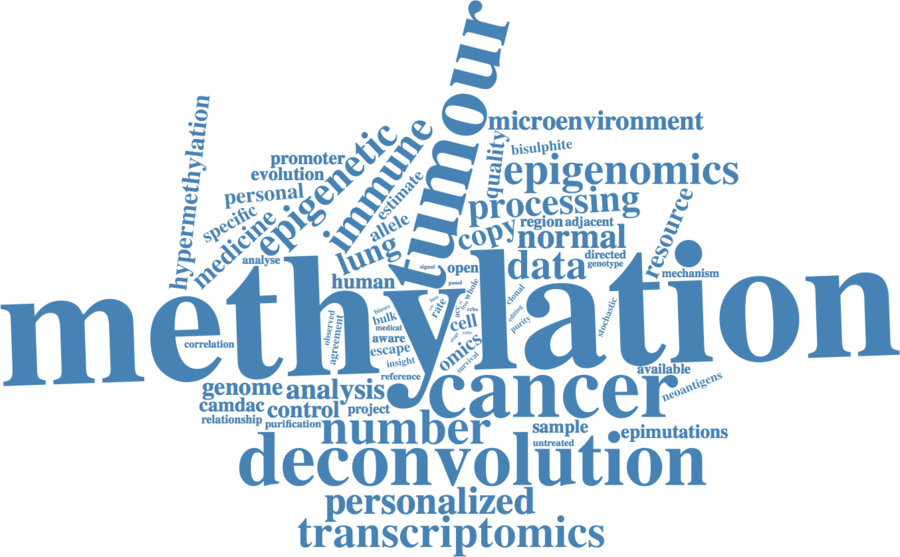 tumour
microenvironment
hypermethylation
quality
bisulphite
promoter
epigenetic
immune
evolution
epigenomics
personal
estimate
processing
resource
specific
allele
copy
region
adjacent
medicine
normal
analyse
lung
directed
genotype
signal
open
data
mechanism
human
pond
whole
methylation
rate
clonal
editing
purity
stochastic
biases
bulk
medical
cell
observed
agreement
aware
correlation
escape
omics
insight
survival
reference
available
neoantigens
genome
analysis
cancer
camdac
control
project
relationship
purification
number
sample
epimutations
untreated
deconvolution
personalized
transcriptomics